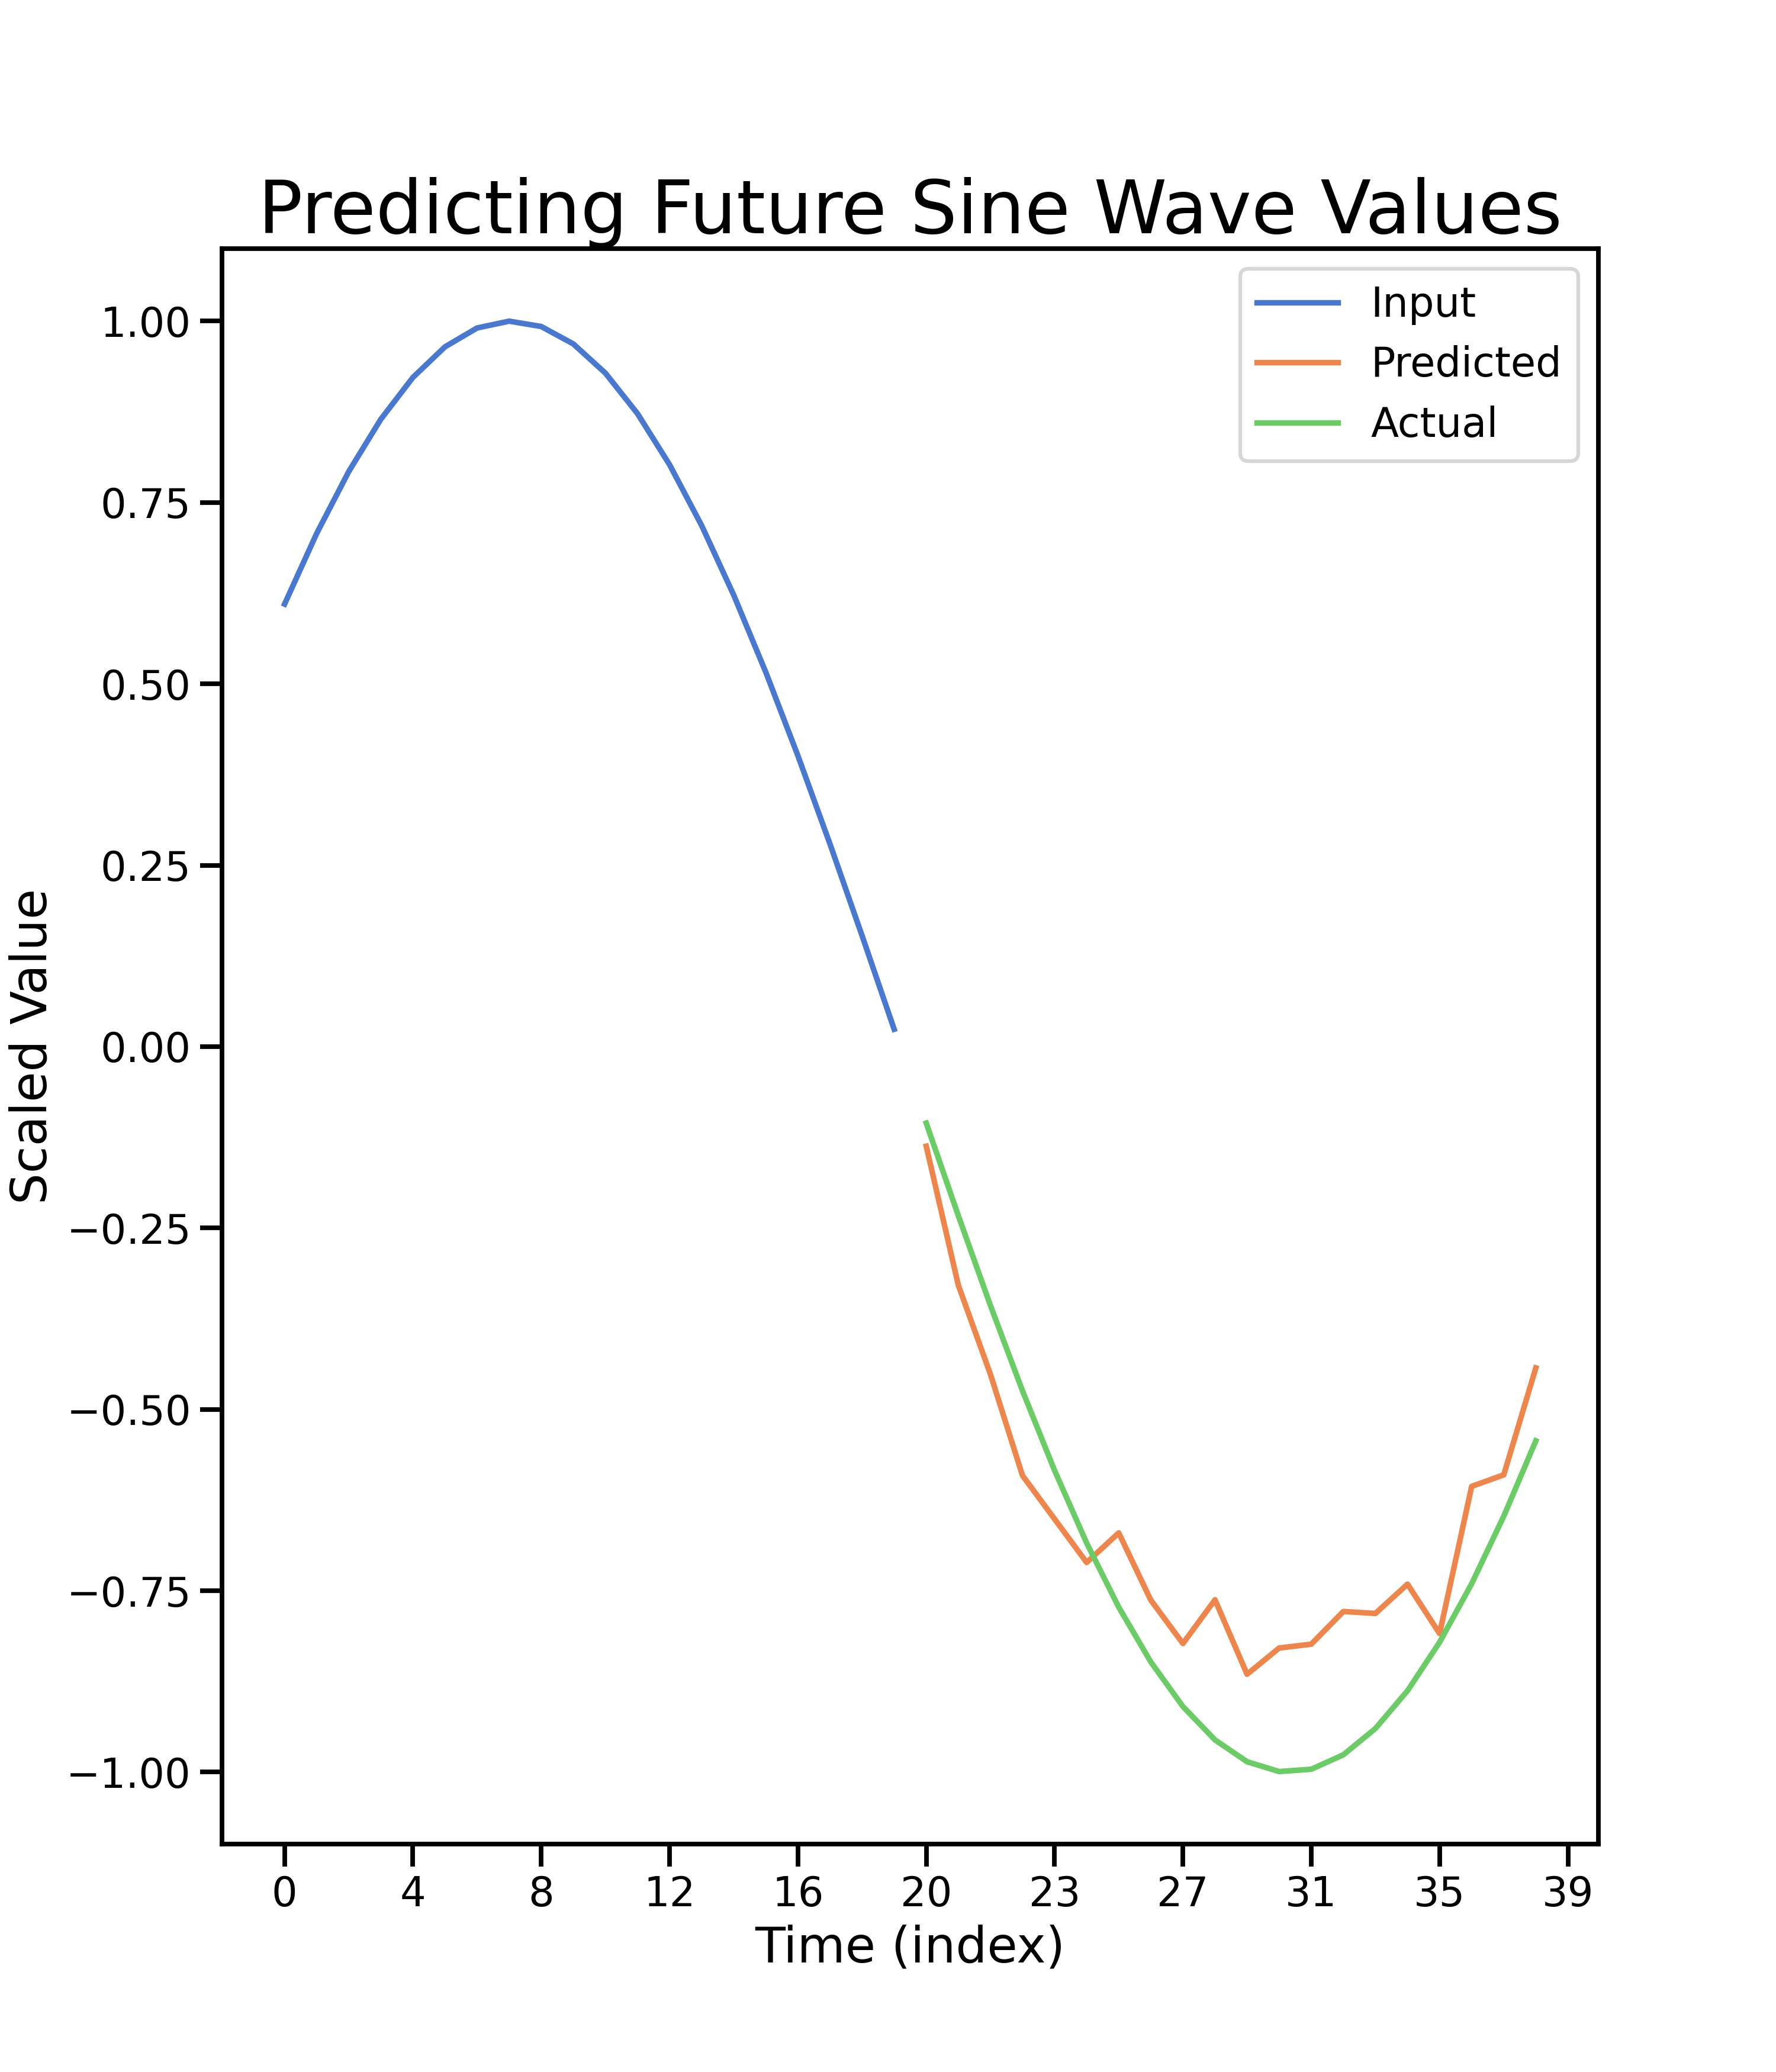 Predicting Future Sine Wave Values
Input
Predicted
Actual
1.00
0.75
0.50
0.25
0.00
−0.25
−0.50
−0.75
−1.00
Scaled Value
0 4 8 12 16 20 23 27 31 35 39
Time (index)